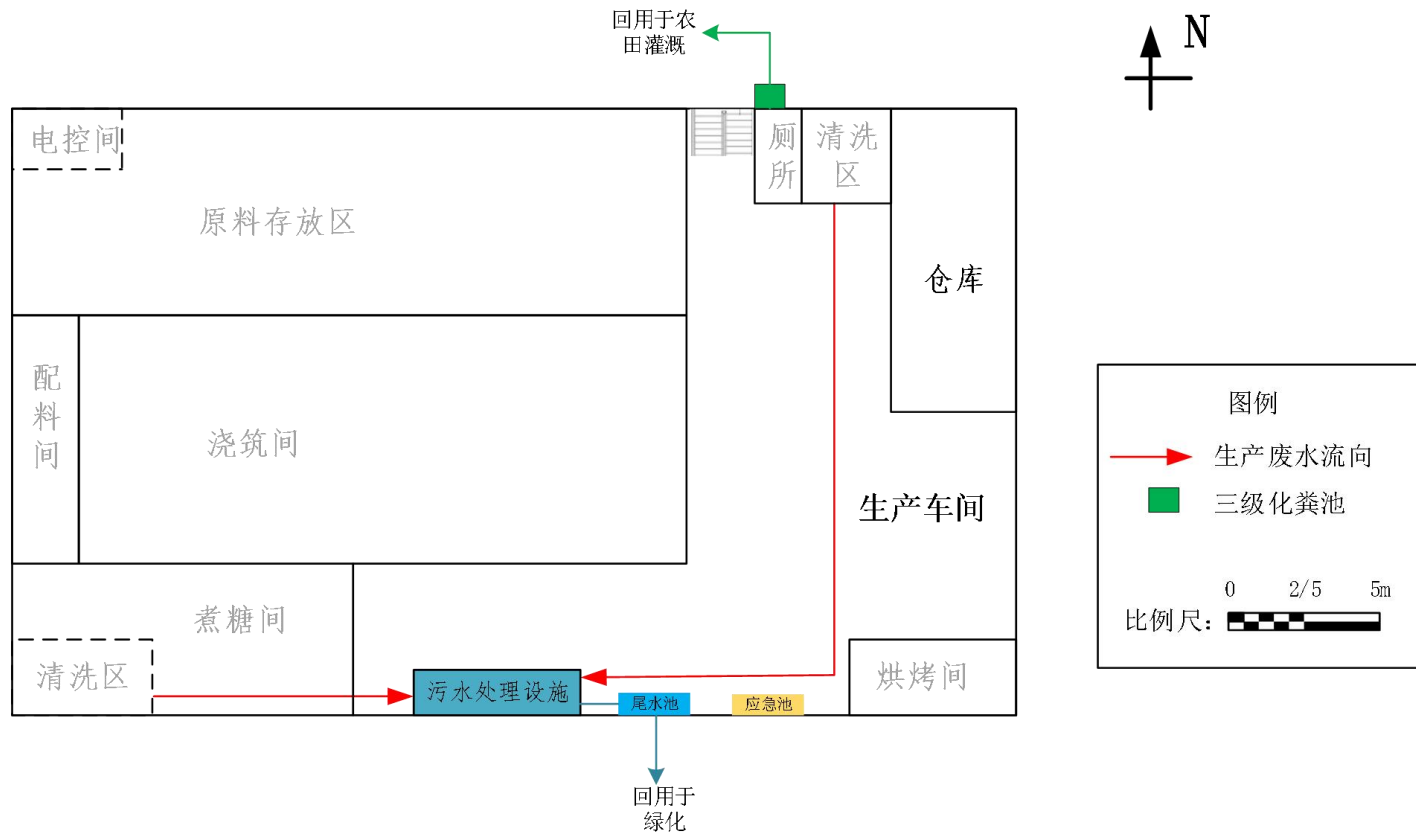 回用于农
田灌溉
N
电控间
厕
所
清洗
区
原料存放区
仓库
配
料
间
浇筑间
图例
生产废水流向
生产车间
三级化粪池
0 2/5 5m
比例尺：
煮糖间
清洗区
污水处理设施
尾水池
应急池
烘烤间
回用于
绿化